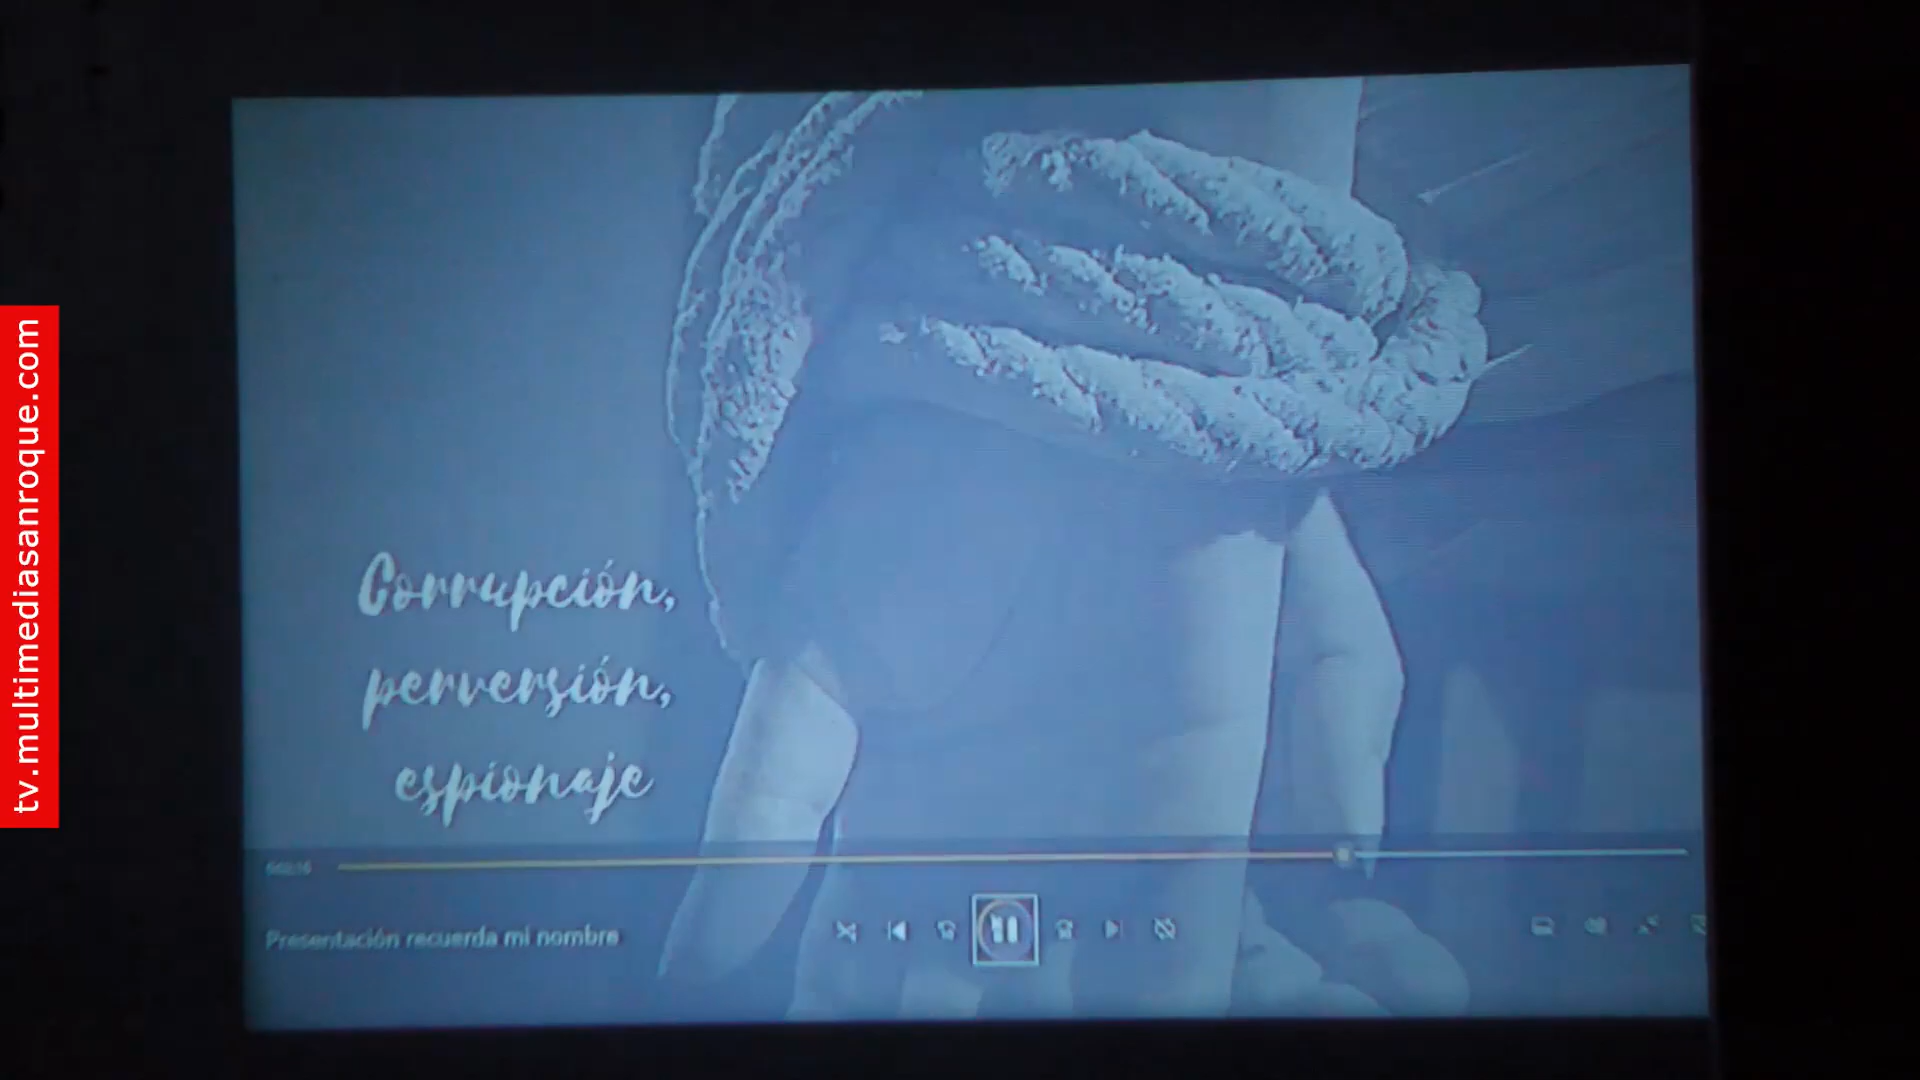 tv.multimediasanroque.com
Corrupción,
perversión,
espionaje
Presentación recuerda mi nombre